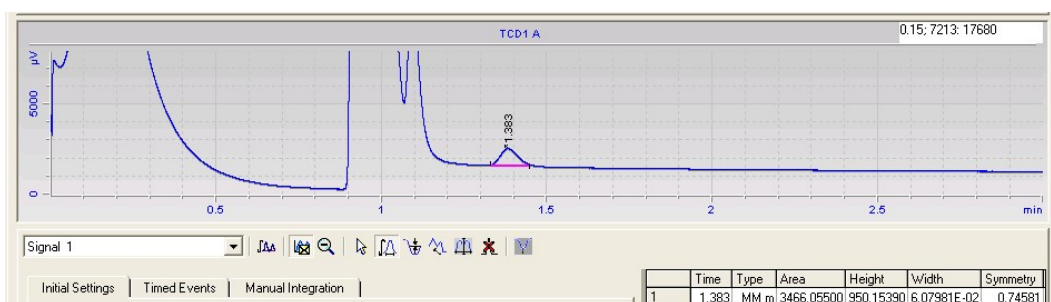 TCD1 A
0.15; 7213: 17680
µV
5000
0
*1.383
0.5 1 1.5 2 2.5 min
Signal 1
Initial Settings Timed Events Manual Integration
Time Type Area Height Width Symmetry
1 1.383 MM m 3466.05500 950.15390 6.07981E-02 0.74581